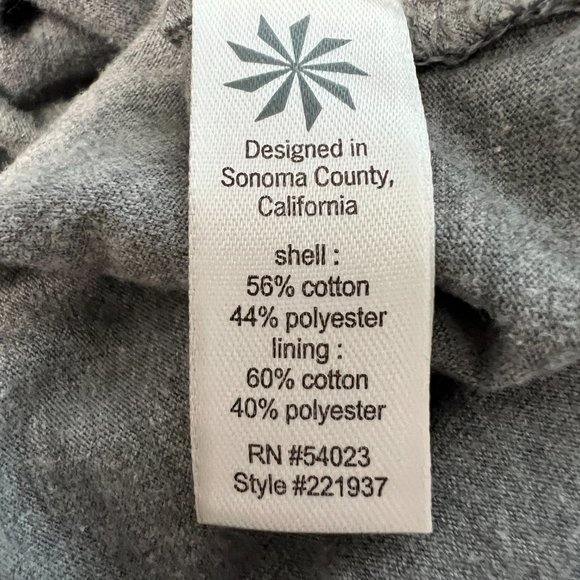 Designed in
Sonoma County,
California
shell :
56% cotton
44% polyester
lining :
60% cotton
40% polyester
RN #54023
Style #221937